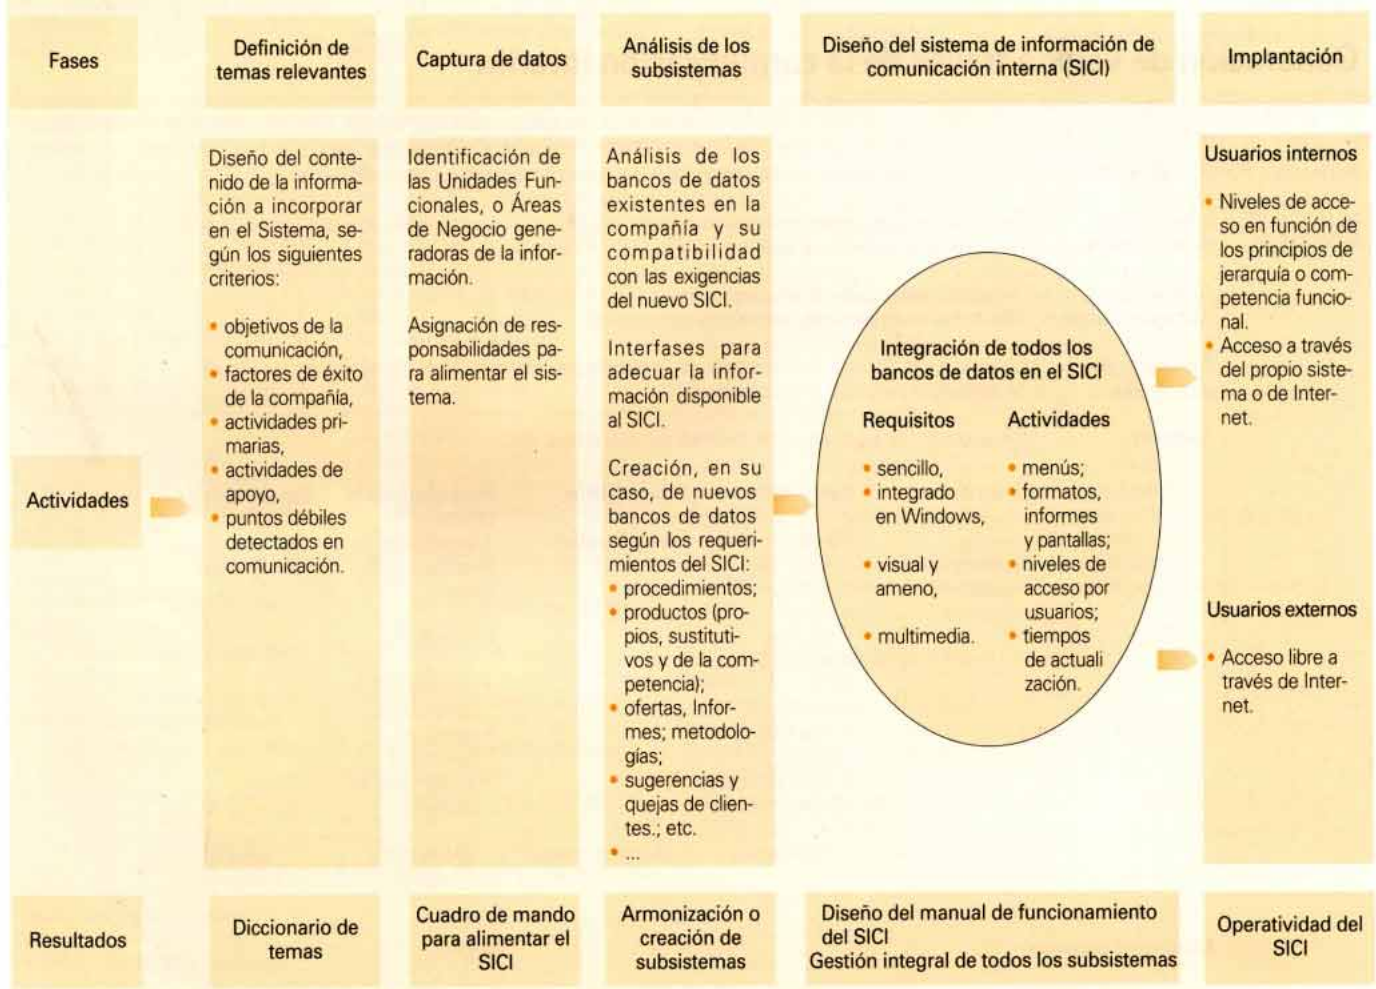 Fases
Definición de
temas relevantes
Captura de datos
Análisis de los
subsistemas
Diseño del sistema de información de
comunicación interna (SICI)
Implantación
Actividades
Diseño del conte-
nido de la informa-
ción a incorporar
en el Sistema, se-
gún los siguientes
criterios:
• objetivos de la
comunicación,
• factores de éxito
de la compañía,
• actividades pri-
marias,
• actividades de
apoyo,
• puntos débiles
detectados en
comunicación.
Identificación de
las Unidades Fun-
cionales, o Áreas
de Negocio gene-
radoras de la infor-
mación.
Asignación de res-
ponsabilidades pa-
ra alimentar el sis-
tema.
Análisis de los
bancos de datos
existentes en la
compañía y su
compatibilidad
con las exigencias
del nuevo SICI.
Interfases para
adecuar la infor-
mación disponible
al SICI.
Creación, en su
caso, de nuevos
bancos de datos
según los requeri-
mientos del SICI:
• procedimientos;
• productos (pro-
pios, sustituti-
vos y de la com-
petencia);
• ofertas, Infor-
mes; metodolo-
gías;
• sugerencias y
quejas de clien-
tes.; etc.
• ...
Integración de todos los
bancos de datos en el SICI
Requisitos
• sencillo,
• integrado
en Windows,
• visual y
ameno,
• multimedia.
Actividades
• menús;
• formatos,
informes
y pantallas;
• niveles de
acceso por
usuarios;
• tiempos
de actuali
zación.
Usuarios internos
• Niveles de acce-
so en función de
los principios de
jerarquía o com-
petencia funcio-
nal.
• Acceso a través
del propio siste-
ma o de Inter-
net.
Usuarios externos
• Acceso libre a
través de Inter-
net.
Resultados
Diccionario de
temas
Cuadro de mando
para alimentar el
SICI
Armonización o
creación de
subsistemas
Diseño del manual de funcionamiento
del SICI
Gestión integral de todos los subsistemas
Operatividad del
SICI